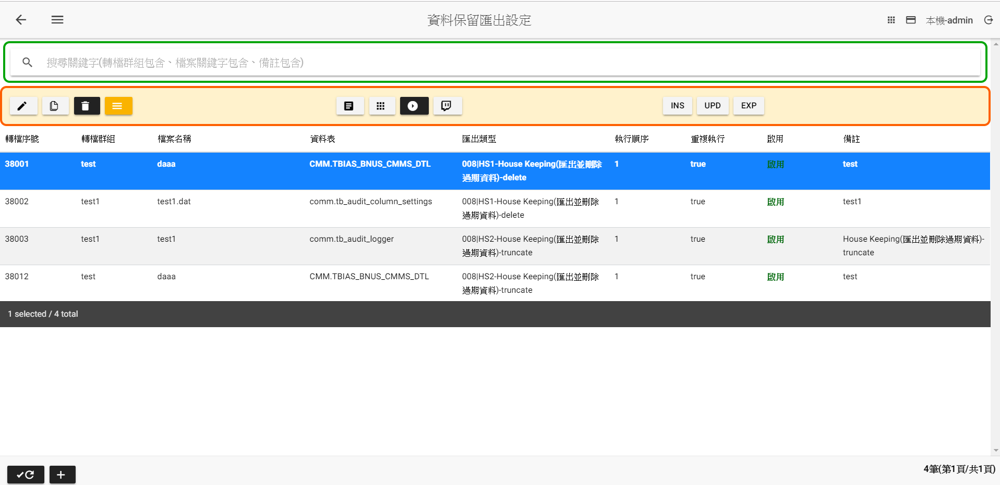 資料保留匯出設定
本機-admin
搜尋關鍵字(轉檔群組包含、檔案關鍵字包含、備註包含)
INS UPD EXP
轉檔序號 轉檔群組 檔案名稱 資料表 匯出類型 執行順序 重複執行 啟用 備註
38001 test daaa CMM.TBIAS_BNUS_CMMS_DTL 008|HS1-House Keeping(匯出並刪除 1 true 啟用 test
過期資料)-delete
38002 test1 test1.dat comm.tb_audit_column_settings 008|HS1-House Keeping(匯出並刪除 1 true 啟用 test1
過期資料)-delete
38003 test1 test1 comm.tb_audit_logger 008|HS2-House Keeping(匯出並刪除 1 true 啟用 House Keeping(匯出並刪除過期資料)-
過期資料)-truncate truncate
38012 test daaa CMM.TBIAS_BNUS_CMMS_DTL 008|HS2-House Keeping(匯出並刪除 1 true 啟用 test
過期資料)-truncate
1 selected / 4 total
4筆(第1頁/共1頁)